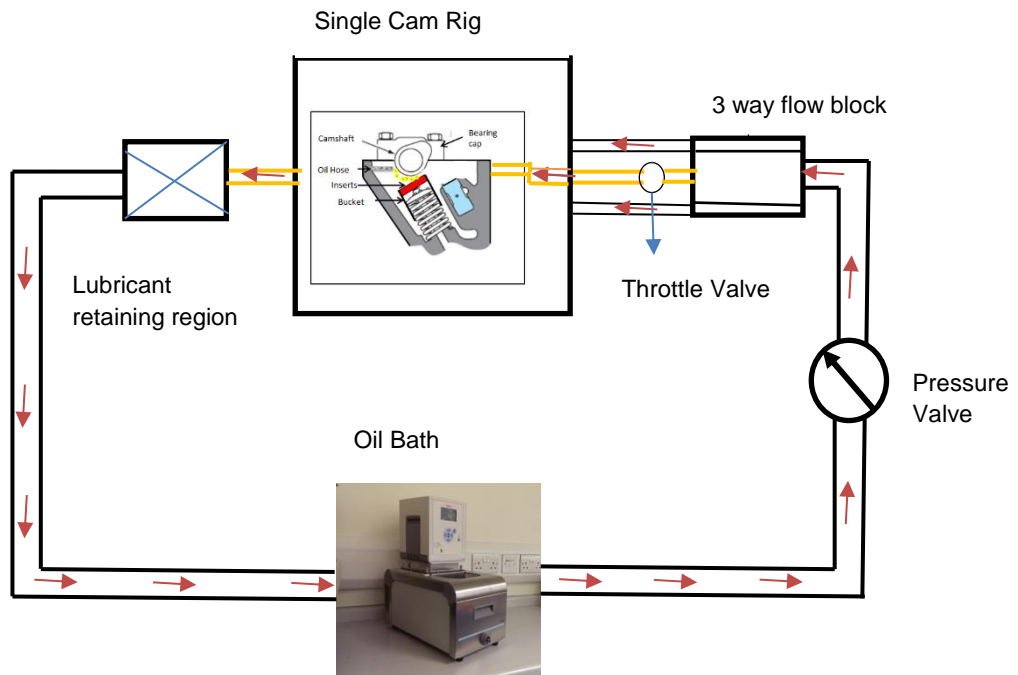 Single Cam Rig
3 way flow block
Camshaft
Bearing
cap
Oil Hose
Inserts
Bucket
Lubricant
retaining region
Throttle Valve
Pressure
Valve
Oil Bath